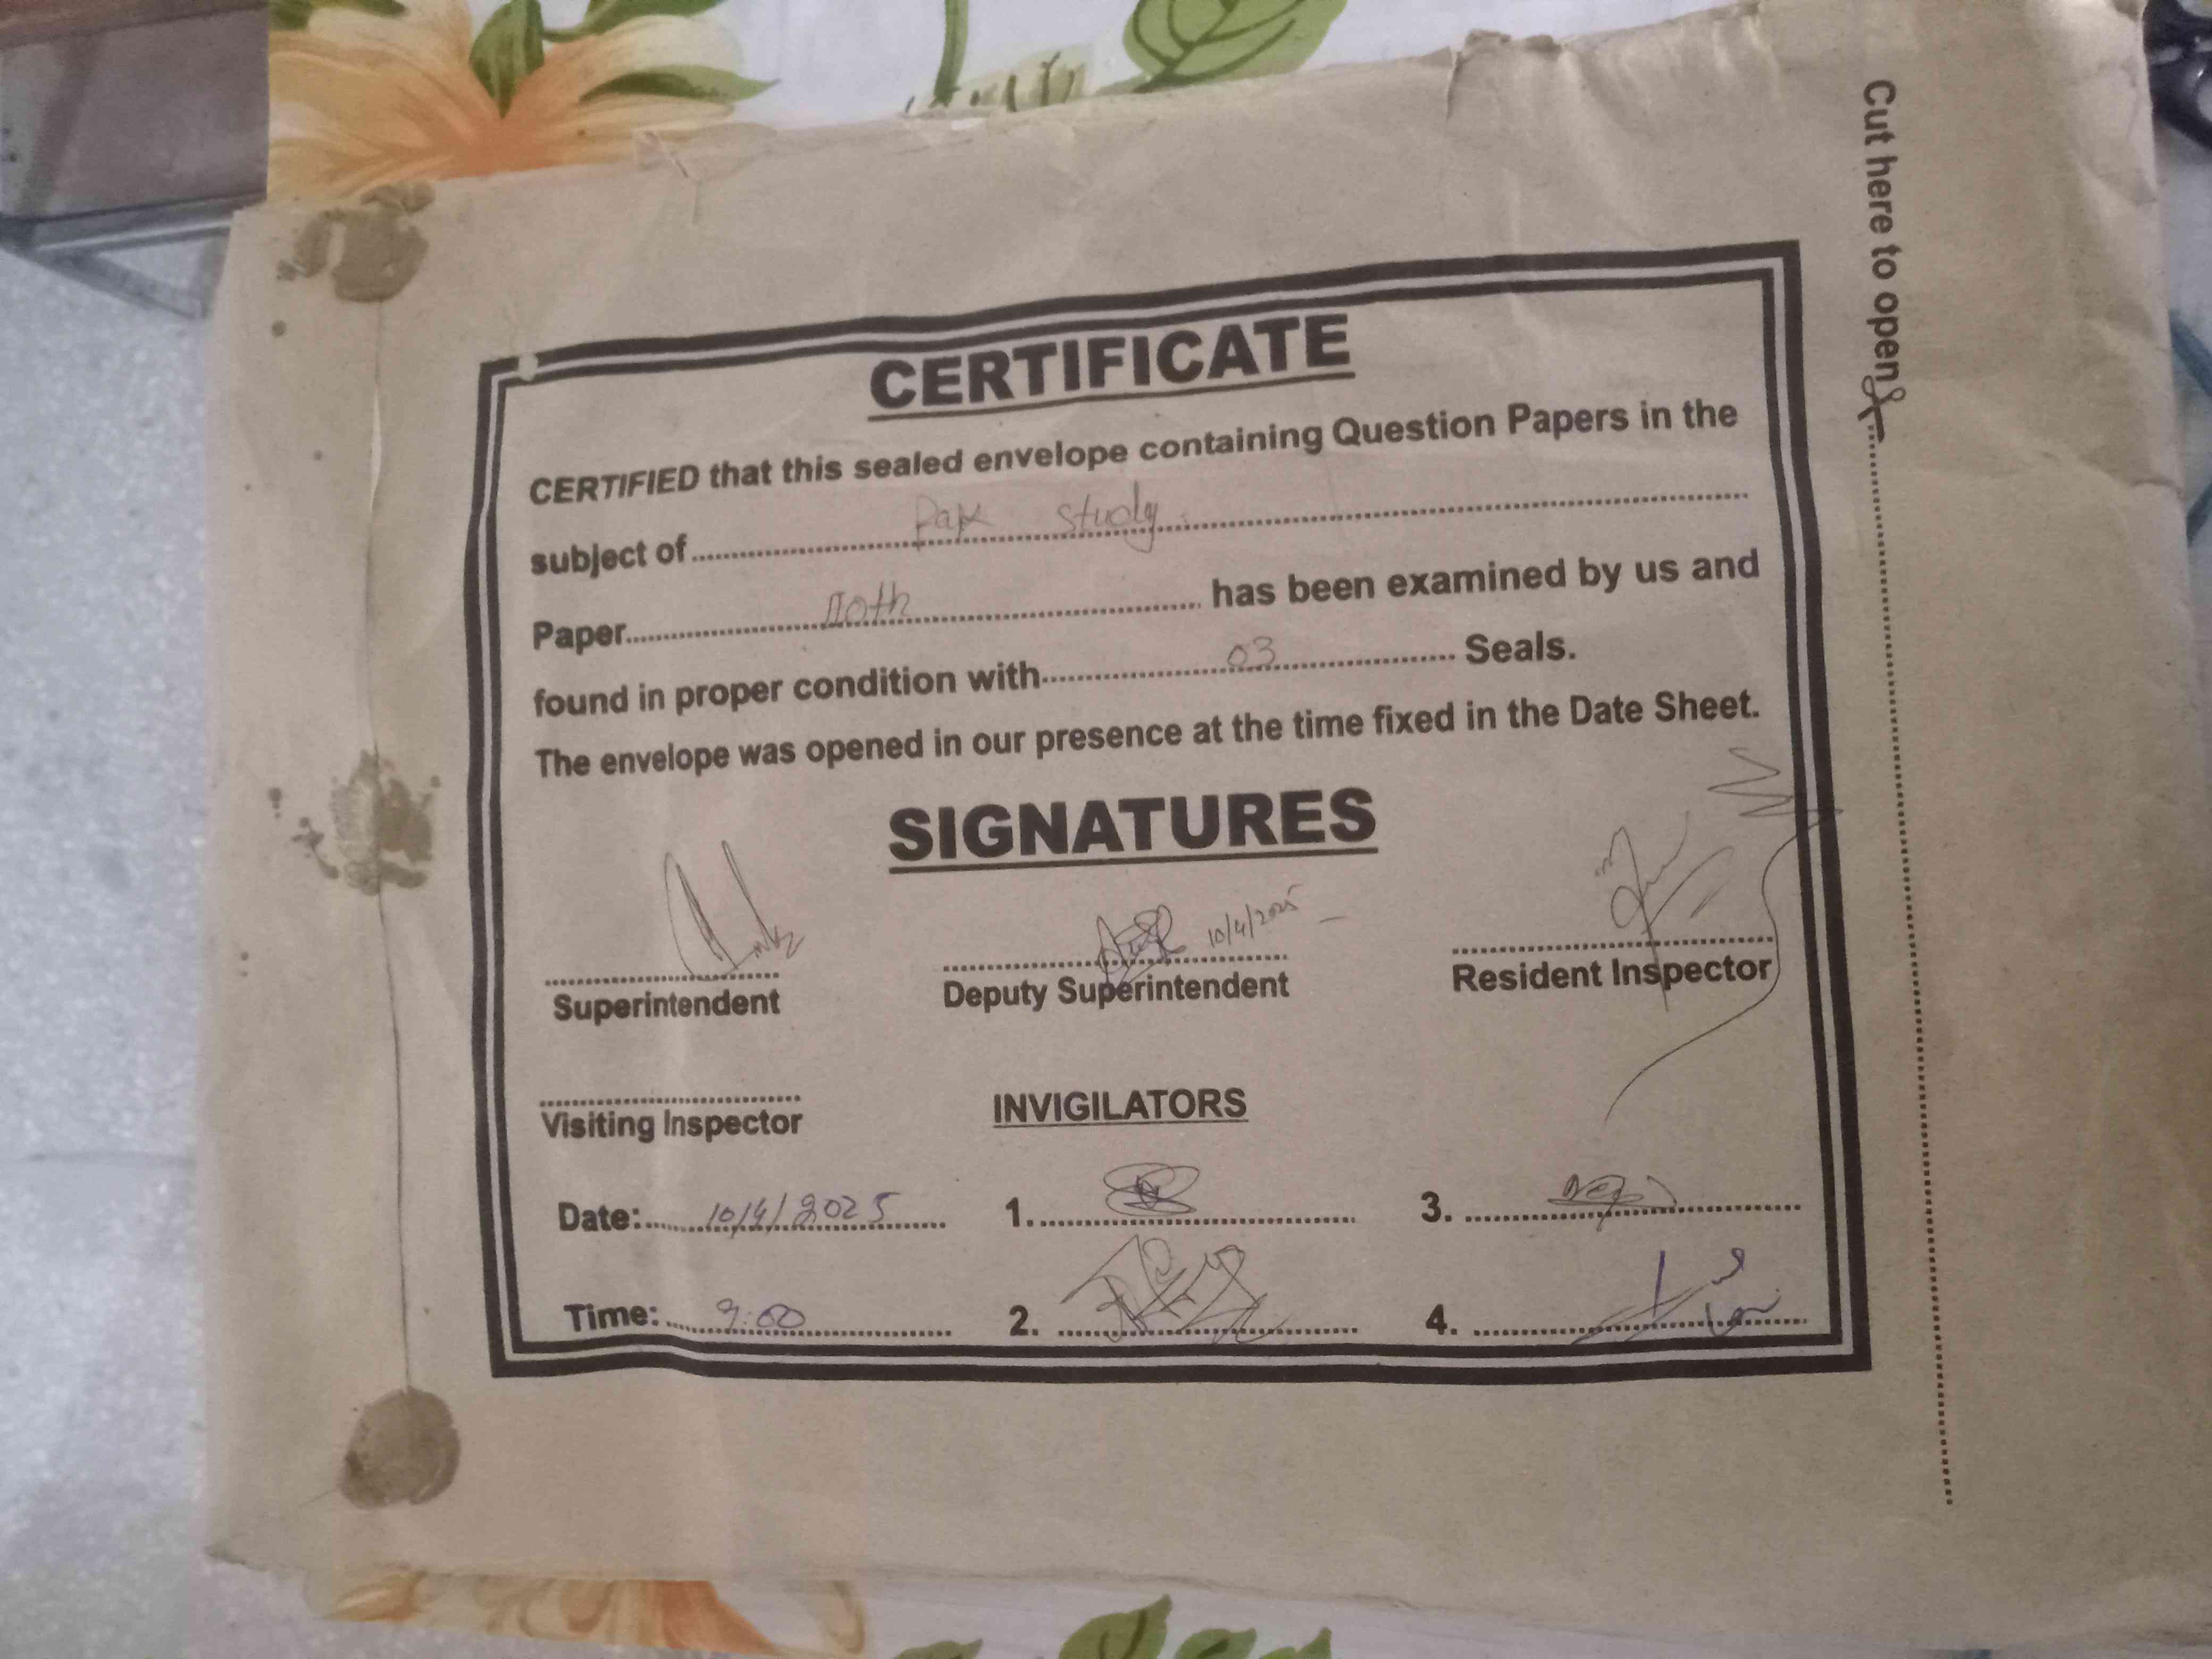 CERTIFICATE
CERTIFIED that this sealed envelope containing Question Papers in the
subject of Pak Study
Paper 10th has been examined by us and
found in proper condition with 03 Seals.
The envelope was opened in our presence at the time fixed in the Date Sheet.
SIGNATURES
10/4/2025
Superintendent Deputy Superintendent Resident Inspector
Visiting Inspector INVIGILATORS
Date: 10/4/2025 1. 3.
Time: 9:00 2. 4.
Cut here to open